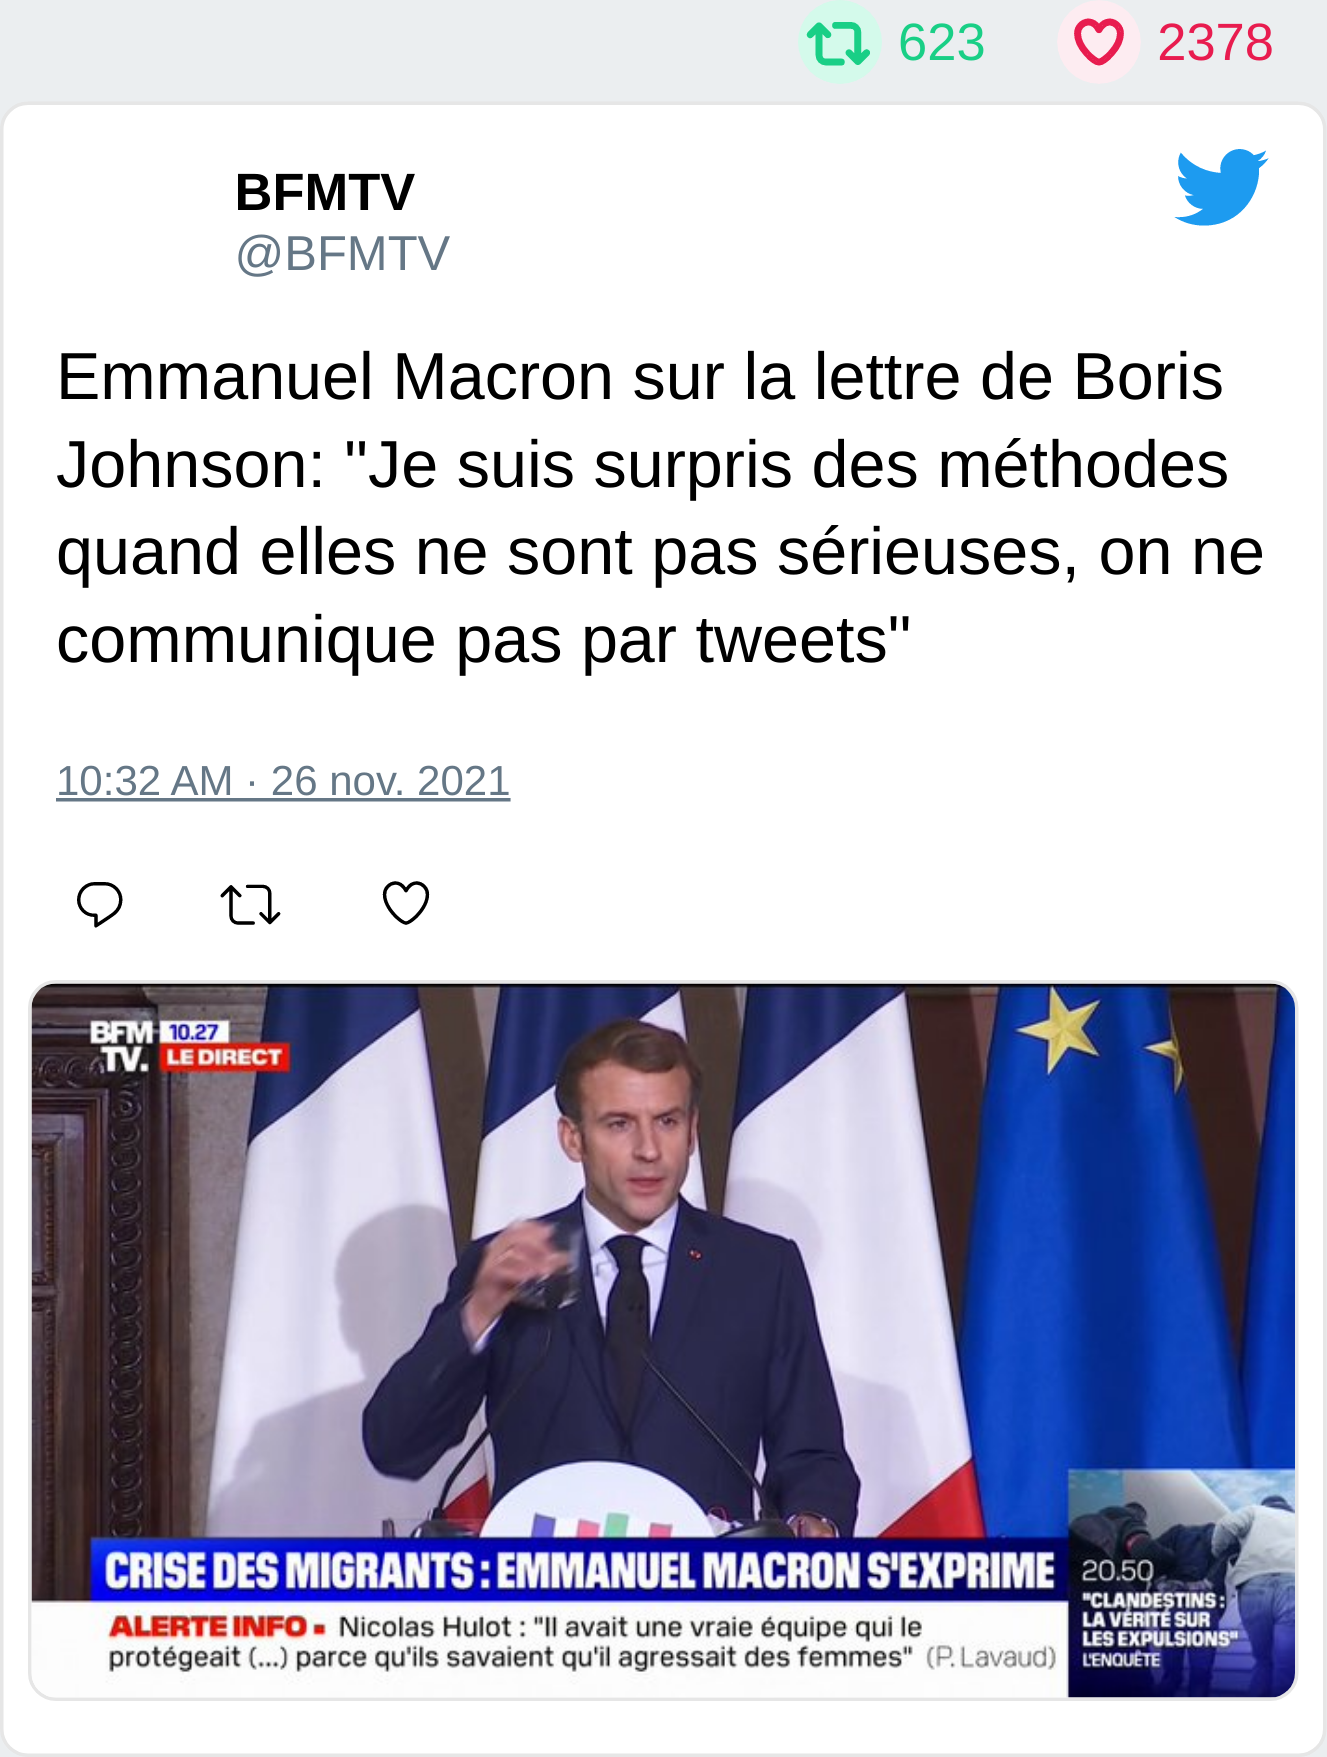 623 2378
BFMTV
@BFMTV
Emmanuel Macron sur la lettre de Boris
Johnson: "Je suis surpris des méthodes
quand elles ne sont pas sérieuses, on ne
communique pas par tweets"
10:32 AM · 26 nov. 2021
BFM 10.27
TV. LE DIRECT
CRISE DES MIGRANTS : EMMANUEL MACRON S'EXPRIME
ALERTE INFO Nicolas Hulot : "Il avait une vraie équipe qui le
protégeait (...) parce qu'ils savaient qu'il agressait des femmes" (P. Lavaud)
20.50
"CLANDESTINS :
LA VÉRITÉ SUR
LES EXPULSIONS"
L'ENQUÊTE